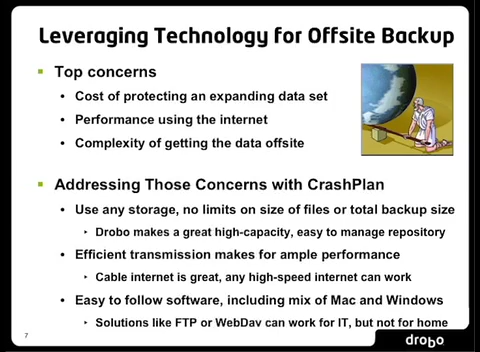 Leveraging Technology for Offsite Backup
Top concerns
Cost of protecting an expanding data set
Performance using the internet
Complexity of getting the data offsite
Addressing Those Concerns with CrashPlan
Use any storage, no limits on size of files or total backup size
Drobo makes a great high-capacity, easy to manage repository
Efficient transmission makes for ample performance
Cable internet is great, any high-speed internet can work
Easy to follow software, including mix of Mac and Windows
Solutions like FTP or WebDav can work for IT, but not for home
7
drobo